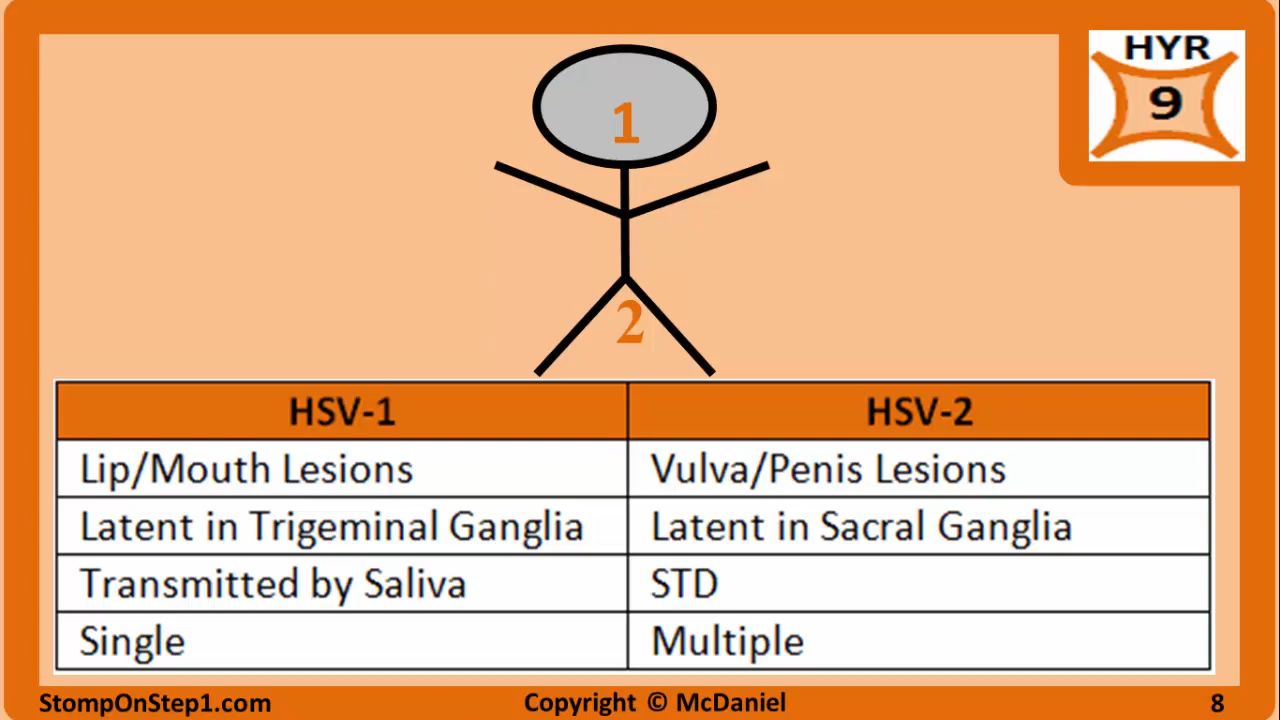 HYR
9
1
2
HSV-1 HSV-2
Lip/Mouth Lesions Vulva/Penis Lesions
Latent in Trigeminal Ganglia Latent in Sacral Ganglia
Transmitted by Saliva STD
Single Multiple
StompOnStep1.com Copyright © McDaniel 8